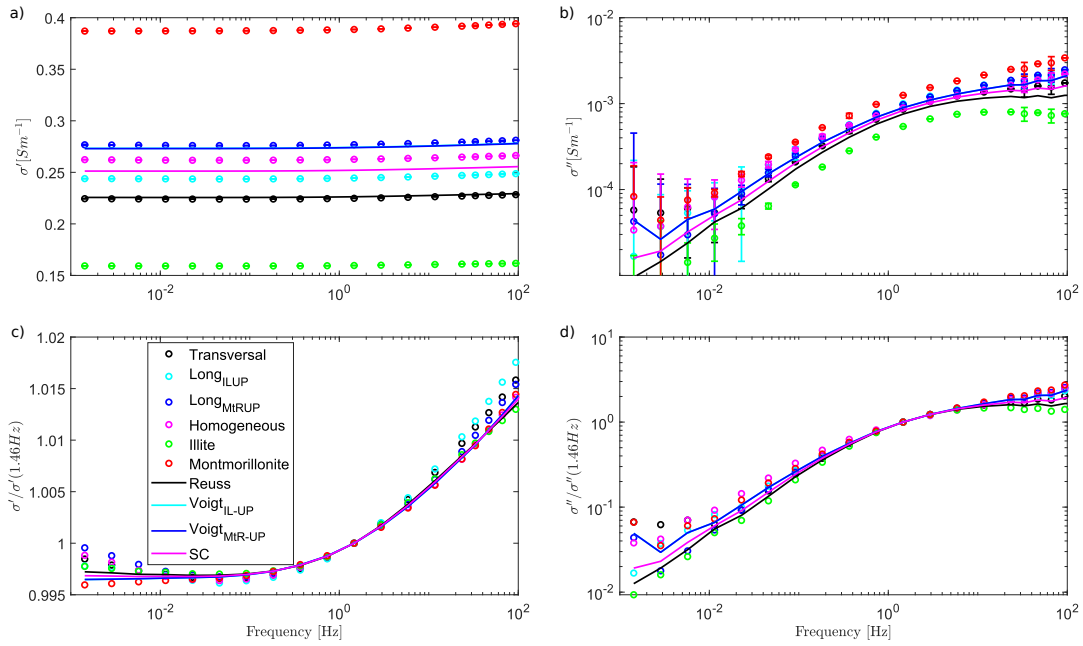 a)
0.4
0.35
0.3
0.25
0.2
0.15
σ′[Sm⁻¹]
10⁻²
10⁰
10²
b)
10⁻²
10⁻³
10⁻⁴
σ″[Sm⁻¹]
10⁻²
10⁰
10²
c)
1.02
1.015
1.01
1.005
1
0.995
σ′/σ′(1.46Hz)
Transversal
Long_ILUP
Long_MtRUP
Homogeneous
Illite
Montmorillonite
Reuss
Voigt_IL-UP
Voigt_MtR-UP
SC
10⁻²
10⁰
10²
Frequency [Hz]
d)
10¹
10⁰
10⁻¹
10⁻²
σ″/σ″(1.46Hz)
10⁻²
10⁰
10²
Frequency [Hz]